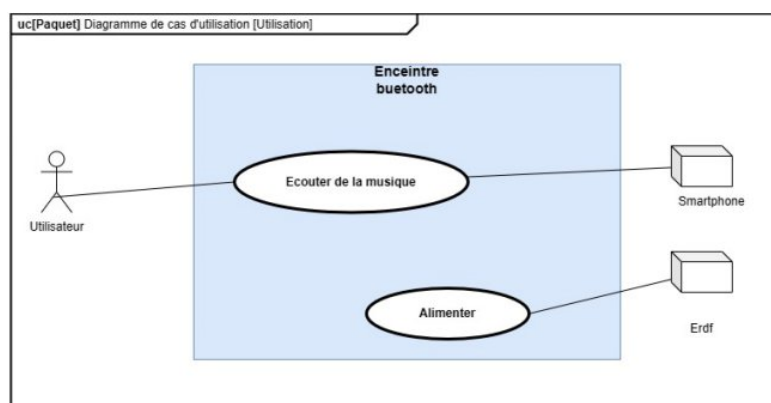 uc[Paquet] Diagramme de cas d'utilisation [Utilisation]
Enceintre
buetooth
Ecouter de la musique
Utilisateur
Smartphone
Alimenter
Erdf